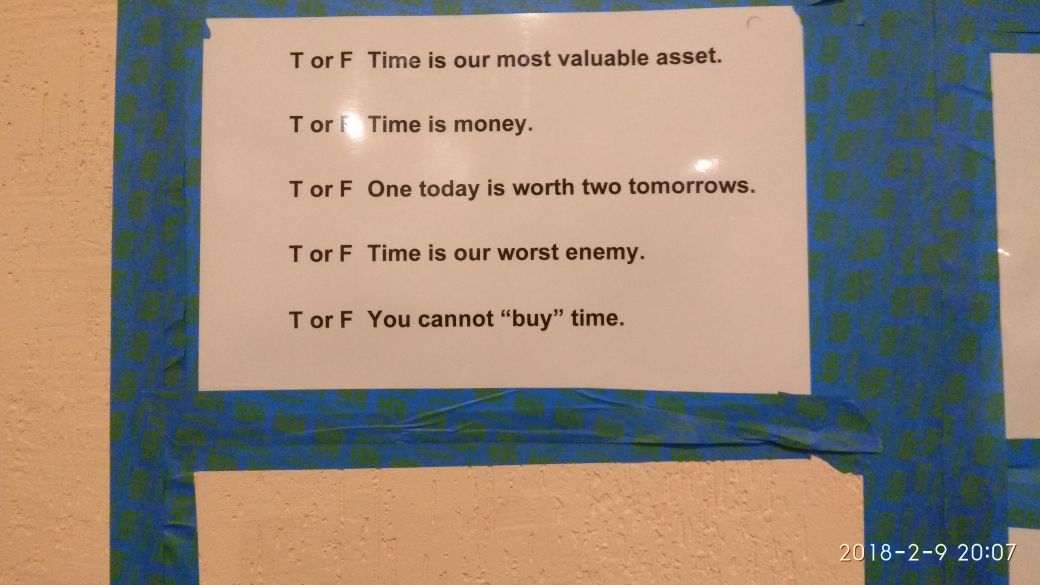 T or F Time is our most valuable asset.
T or F Time is money.
T or F One today is worth two tomorrows.
T or F Time is our worst enemy.
T or F You cannot “buy” time.
2018-2-9 20:07